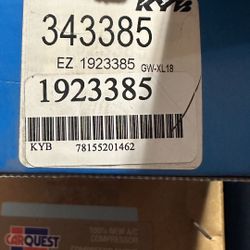 KYB
343385
EZ 1923385 GW-XL18
1923385
KYB 78155201462
CARQUEST
100% NEW A/C
COMPRESSOR